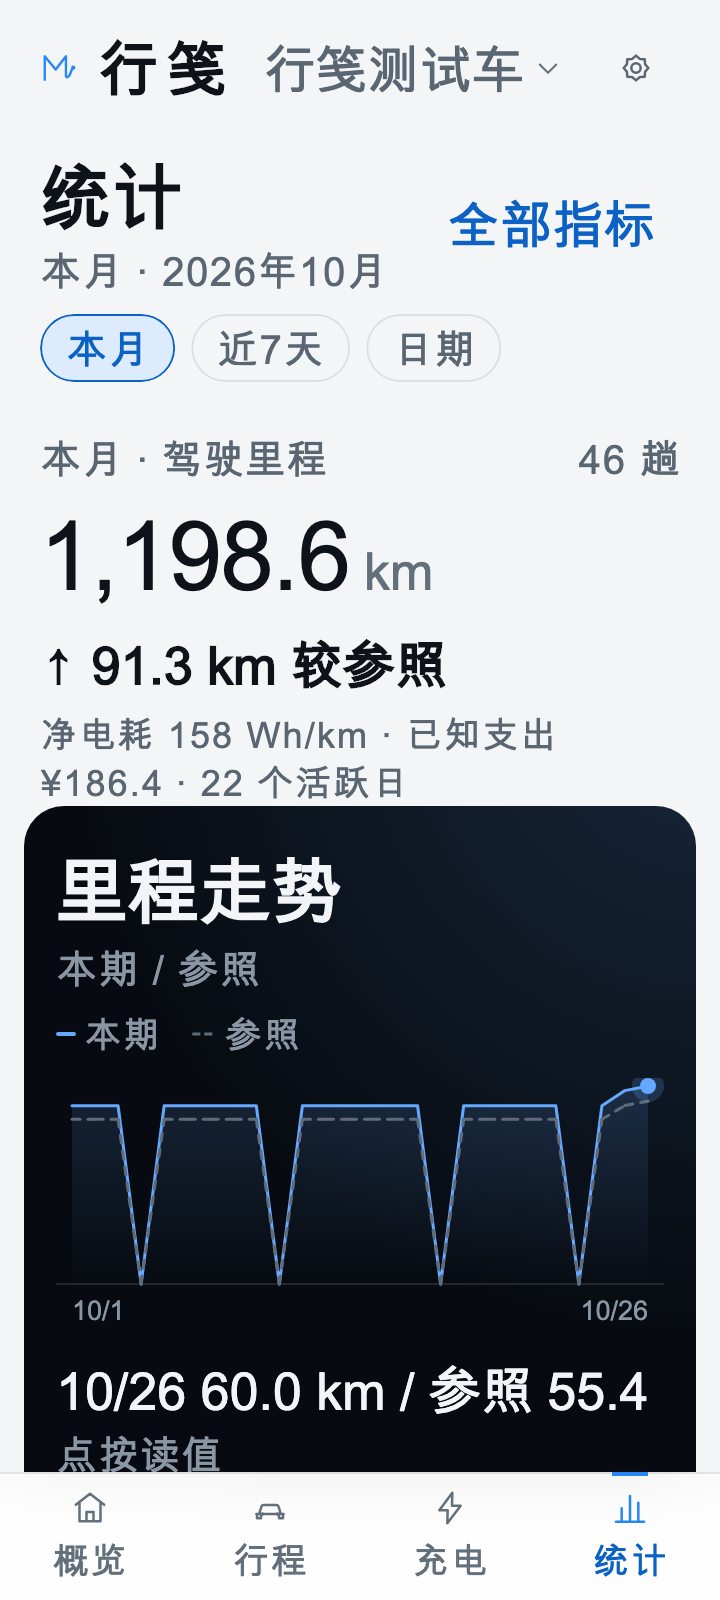 行笺 行笺测试车
统计
全部指标
本月 · 2026年10月
本月 近7天 日期
本月 · 驾驶里程 46 趟
1,198.6 km
↑ 91.3 km 较参照
净电耗 158 Wh/km · 已知支出
¥186.4 · 22 个活跃日
里程走势
本期 / 参照
本期 参照
10/1 10/26
10/26 60.0 km / 参照 55.4
点按读值
概览 行程 充电 统计